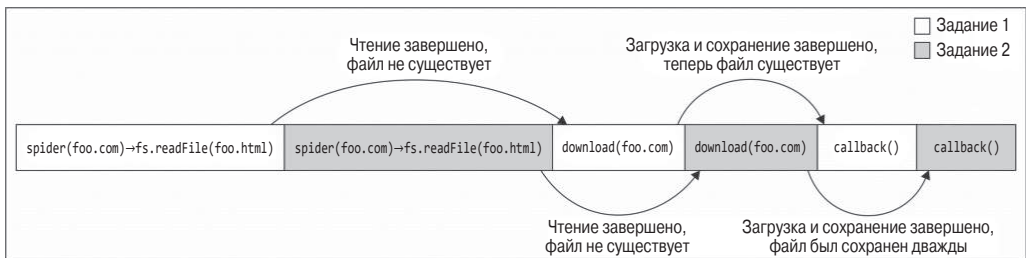 Задание 1
Задание 2
Чтение завершено,
файл не существует
Загрузка и сохранение завершено,
теперь файл существует
spider(foo.com)→fs.readFile(foo.html)
spider(foo.com)→fs.readFile(foo.html)
download(foo.com)
download(foo.com)
callback()
callback()
Чтение завершено,
файл не существует
Загрузка и сохранение завершено,
файл был сохранен дважды